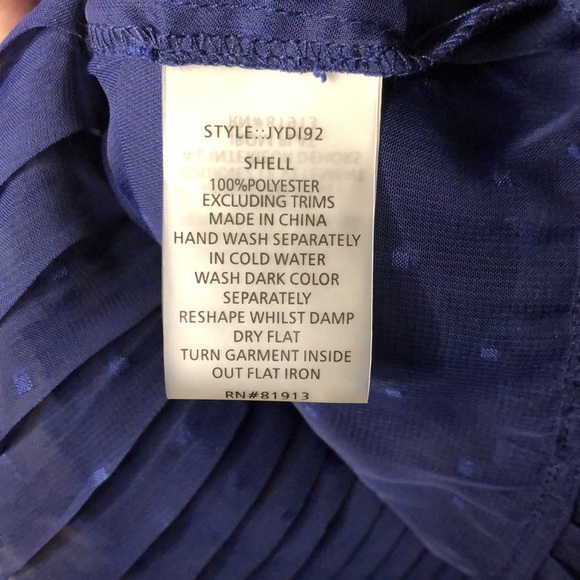 STYLE::JYDI92
SHELL
100%POLYESTER
EXCLUDING TRIMS
MADE IN CHINA
HAND WASH SEPARATELY
IN COLD WATER
WASH DARK COLOR
SEPARATELY
RESHAPE WHILST DAMP
DRY FLAT
TURN GARMENT INSIDE
OUT FLAT IRON
RN#81913